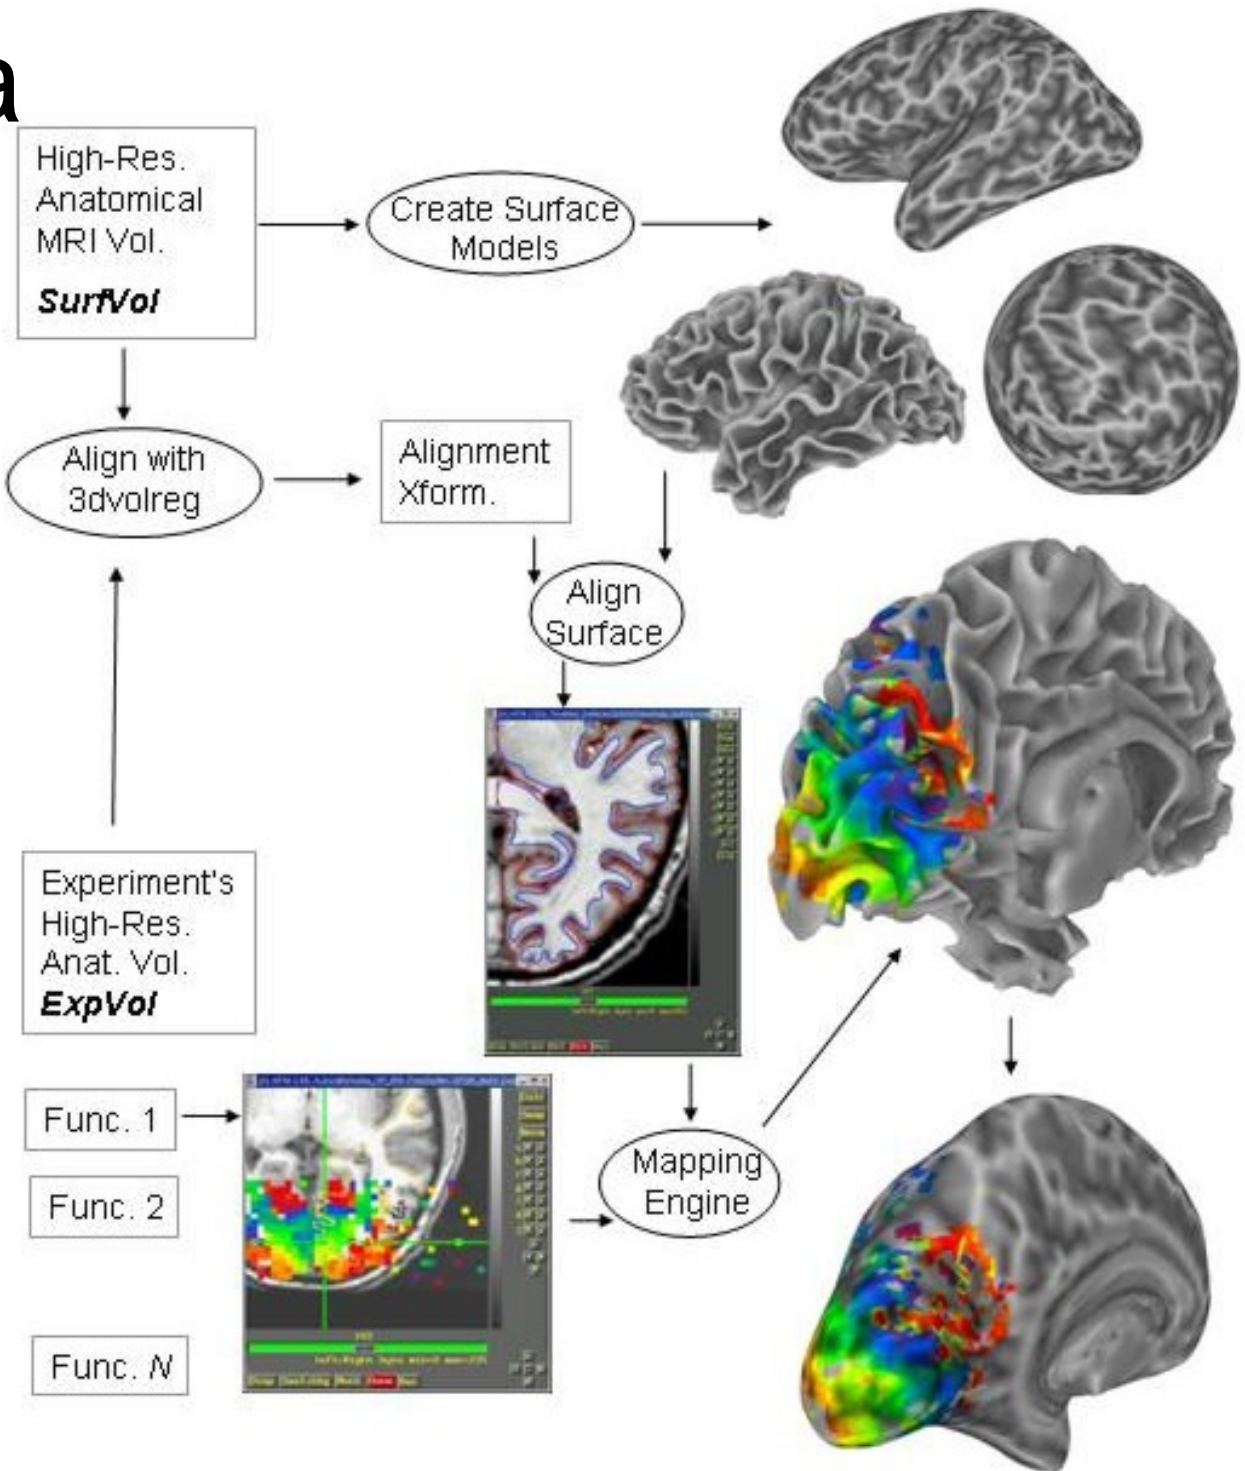 a
High-Res.
Anatomical
MRI Vol.
SurfVol
Create Surface
Models
Align with
3dvolreg
Alignment
Xform.
Align
Surface
Experiment's
High-Res.
Anat. Vol.
ExpVol
Func. 1
Func. 2
Func. N
Mapping
Engine